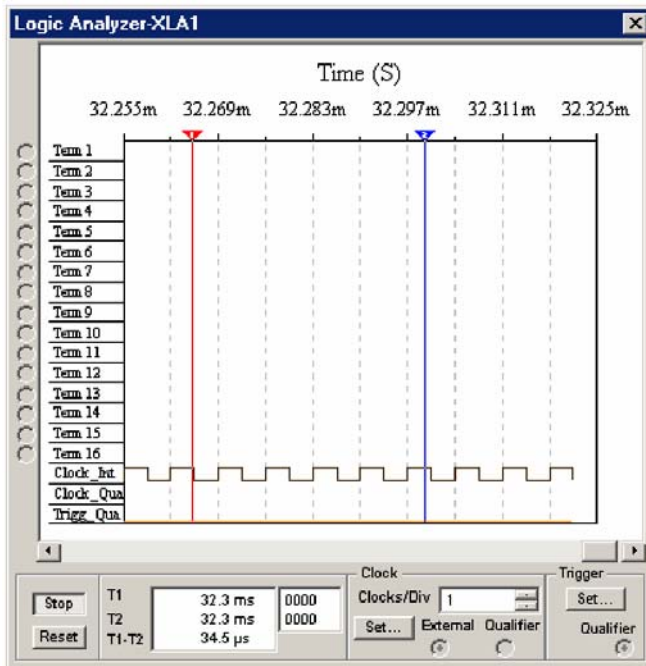 Logic Analyzer-XLA1
Time (S)
32.255m 32.269m 32.283m 32.297m 32.311m 32.325m
1 2
Term 1
Term 2
Term 3
Term 4
Term 5
Term 6
Term 7
Term 8
Term 9
Term 10
Term 11
Term 12
Term 13
Term 14
Term 15
Term 16
Clock_Int
Clock_Qua
Trigg_Qua
Clock
Trigger
Stop
T1 32.3 ms 0000
Clocks/Div 1
Set...
T2 32.3 ms 0000
Reset
T1-T2 34.5 µs
Set... External Qualifier
Qualifier